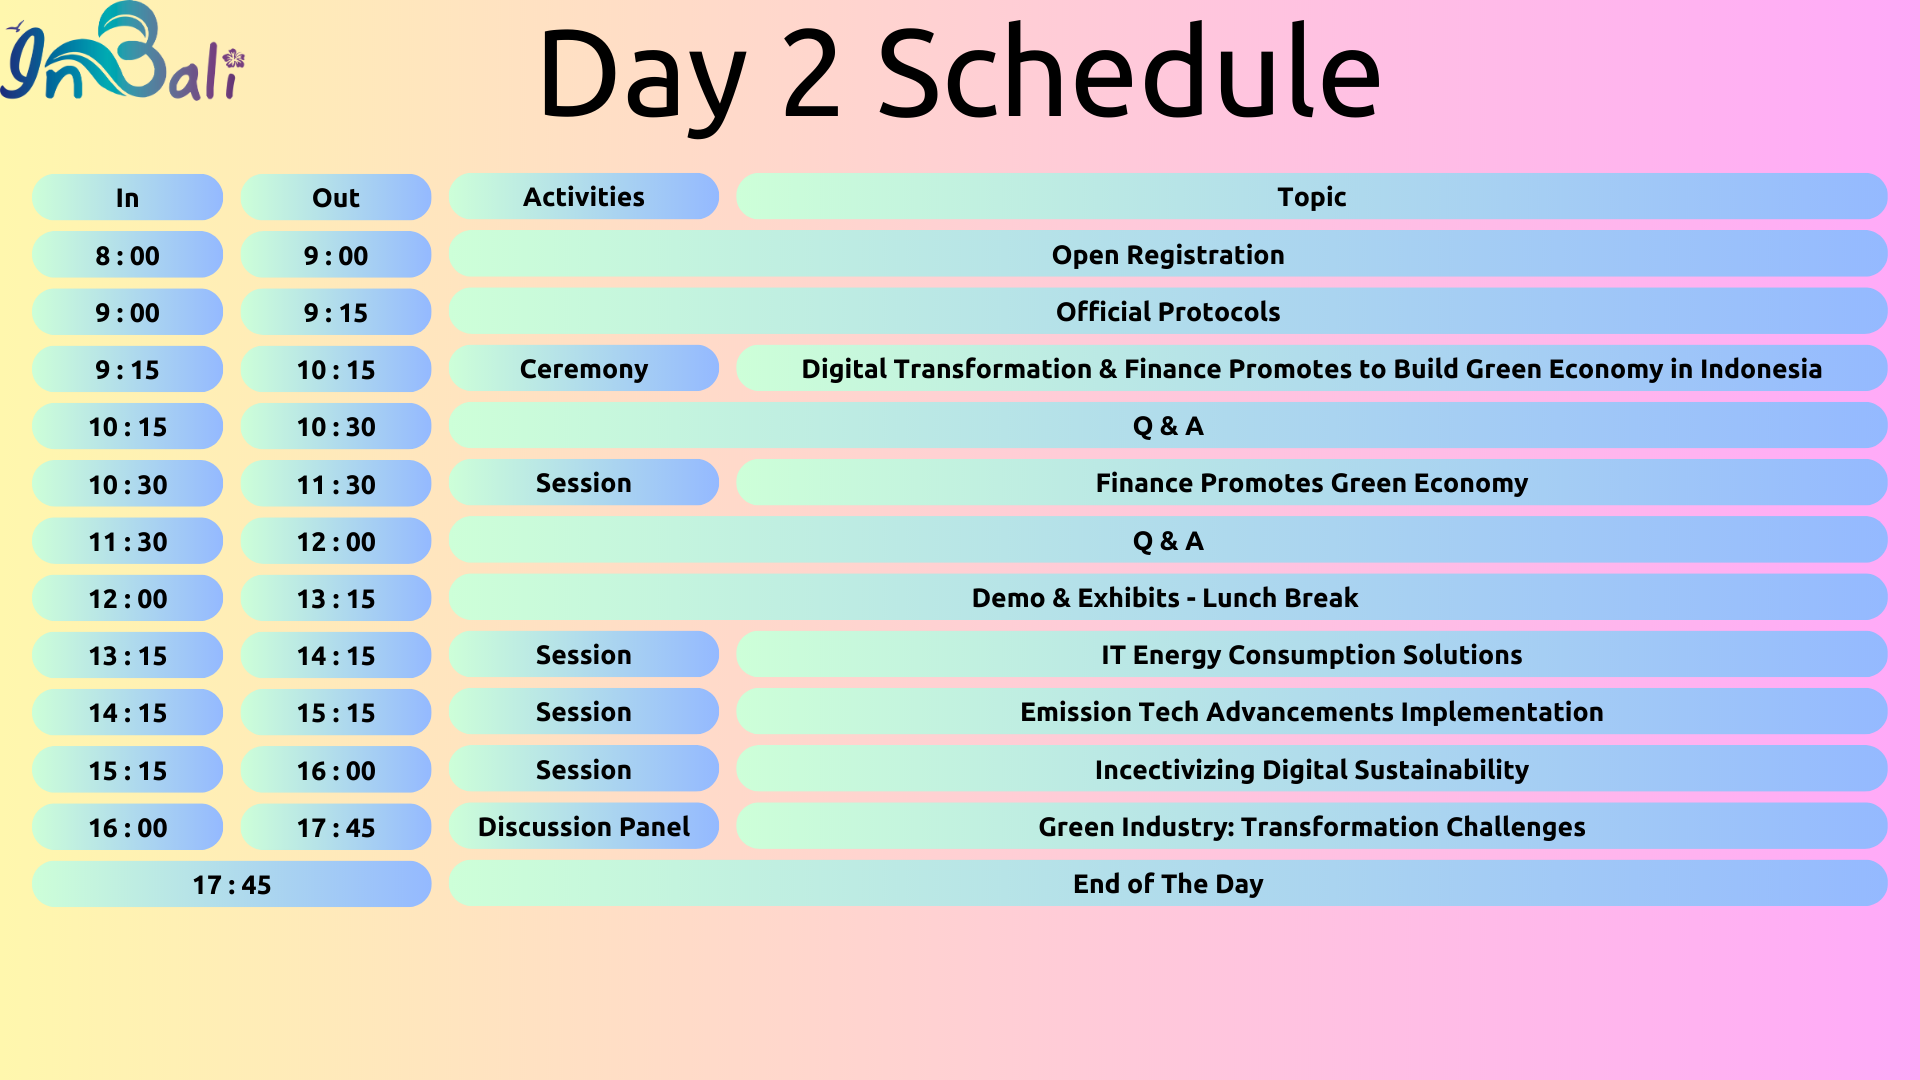 InBali
Day 2 Schedule
In Out Activities Topic
8 : 00 9 : 00 Open Registration
9 : 00 9 : 15 Official Protocols
9 : 15 10 : 15 Ceremony Digital Transformation & Finance Promotes to Build Green Economy in Indonesia
10 : 15 10 : 30 Q & A
10 : 30 11 : 30 Session Finance Promotes Green Economy
11 : 30 12 : 00 Q & A
12 : 00 13 : 15 Demo & Exhibits - Lunch Break
13 : 15 14 : 15 Session IT Energy Consumption Solutions
14 : 15 15 : 15 Session Emission Tech Advancements Implementation
15 : 15 16 : 00 Session Incectivizing Digital Sustainability
16 : 00 17 : 45 Discussion Panel Green Industry: Transformation Challenges
17 : 45 End of The Day